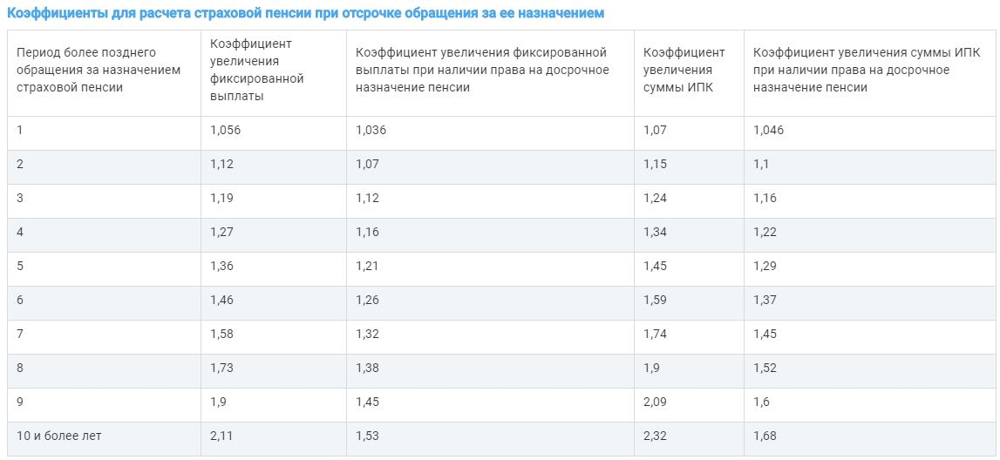 Коэффициенты для расчета страховой пенсии при отсрочке обращения за ее назначением
Период более позднего
обращения за назначением
страховой пенсии
Коэффициент
увеличения
фиксированной
выплаты
Коэффициент увеличения фиксированной
выплаты при наличии права на досрочное
назначение пенсии
Коэффициент
увеличения
суммы ИПК
Коэффициент увеличения суммы ИПК
при наличии права на досрочное
назначение пенсии
1 1,056 1,036 1,07 1,046
2 1,12 1,07 1,15 1,1
3 1,19 1,12 1,24 1,16
4 1,27 1,16 1,34 1,22
5 1,36 1,21 1,45 1,29
6 1,46 1,26 1,59 1,37
7 1,58 1,32 1,74 1,45
8 1,73 1,38 1,9 1,52
9 1,9 1,45 2,09 1,6
10 и более лет 2,11 1,53 2,32 1,68